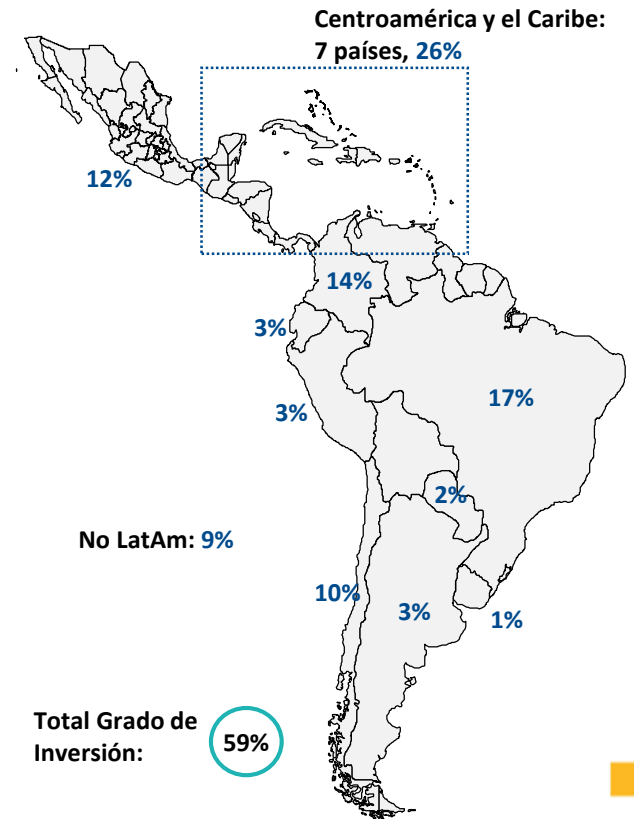 Centroamérica y el Caribe:
7 países, 26%
12%
14%
3%
17%
3%
2%
No LatAm: 9%
10%
3%
1%
Total Grado de
Inversión:
59%